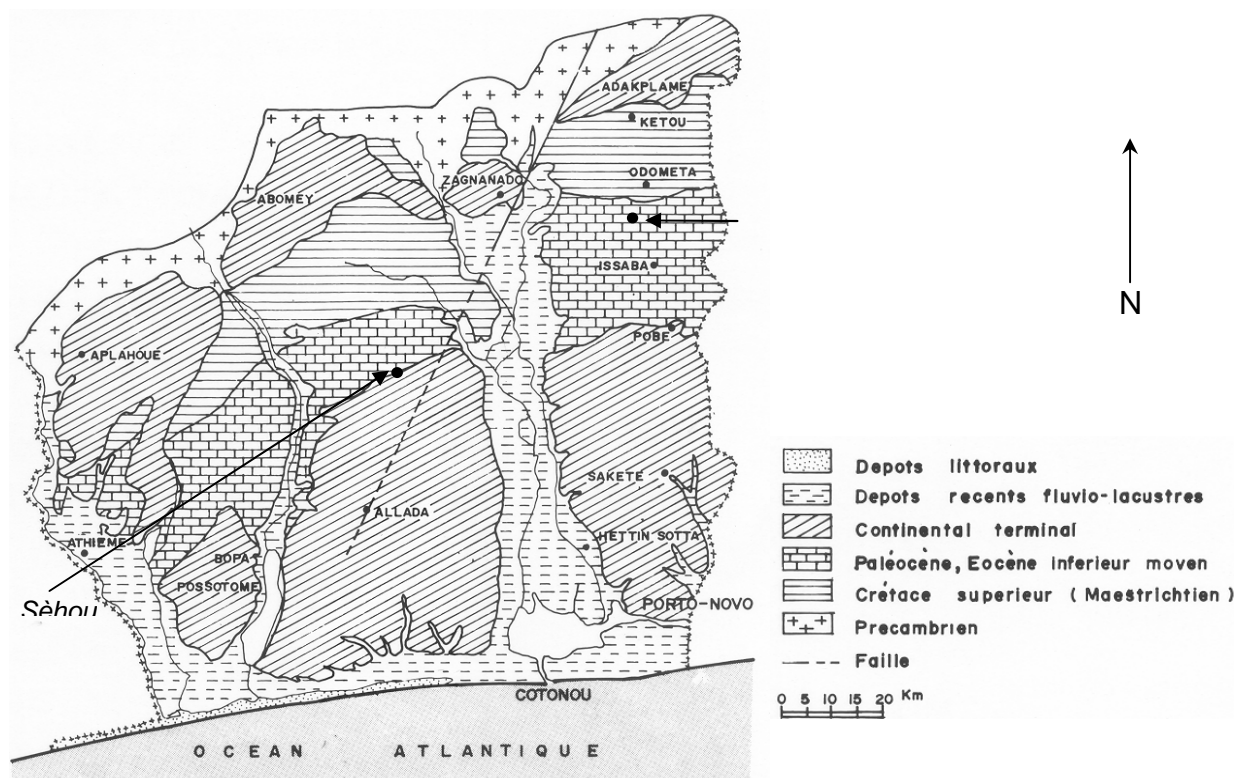 ADAKPLAME
KETOU
ZAGNANADO
ODOMETA
ABOMEY
ISSABA
N
POBE
APLAHOUE
SAKETE
ALLADA
ATHIEME
HETTIN SOTTA
BOPA
POSSOTOME
Sèhou
PORTO-NOVO
COTONOU
OCEAN ATLANTIQUE
Depots littoraux
Depots recents fluvio-lacustres
Continental terminal
Paléocène, Eocène inferieur moyen
Crétace superieur (Maestrichtien)
Precambrien
Faille
0 5 10 15 20 Km